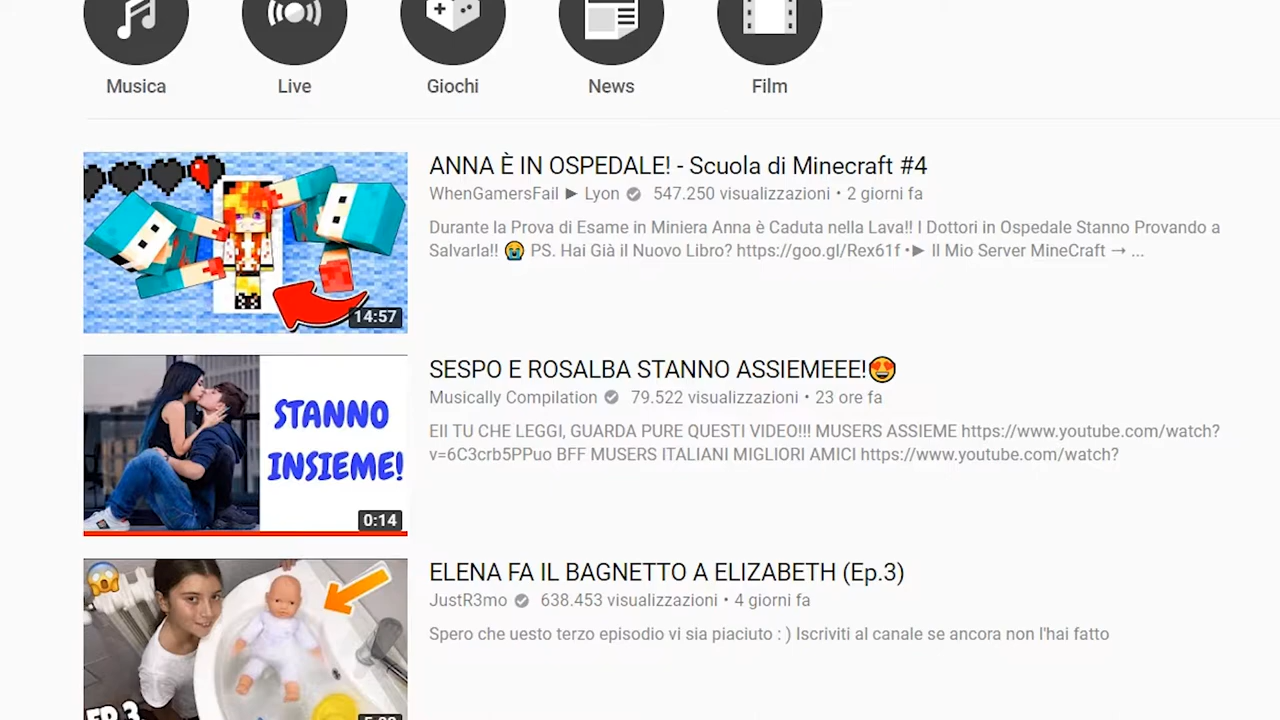 Musica
Live
Giochi
News
Film
ANNA È IN OSPEDALE! - Scuola di Minecraft #4
WhenGamersFail ► Lyon 547.250 visualizzazioni • 2 giorni fa
Durante la Prova di Esame in Miniera Anna è Caduta nella Lava!! I Dottori in Ospedale Stanno Provando a
Salvarla!! 😭 PS. Hai Già il Nuovo Libro? https://goo.gl/Rex61f •► Il Mio Server MineCraft → ...
14:57
SESPO E ROSALBA STANNO ASSIEMEEE!😍
Musically Compilation 79.522 visualizzazioni • 23 ore fa
EII TU CHE LEGGI, GUARDA PURE QUESTI VIDEO!!! MUSERS ASSIEME https://www.youtube.com/watch?
v=6C3crb5PPuo BFF MUSERS ITALIANI MIGLIORI AMICI https://www.youtube.com/watch?
STANNO
INSIEME!
0:14
ELENA FA IL BAGNETTO A ELIZABETH (Ep.3)
JustR3mo 638.453 visualizzazioni • 4 giorni fa
Spero che uesto terzo episodio vi sia piaciuto : ) Iscriviti al canale se ancora non l'hai fatto
EP 3